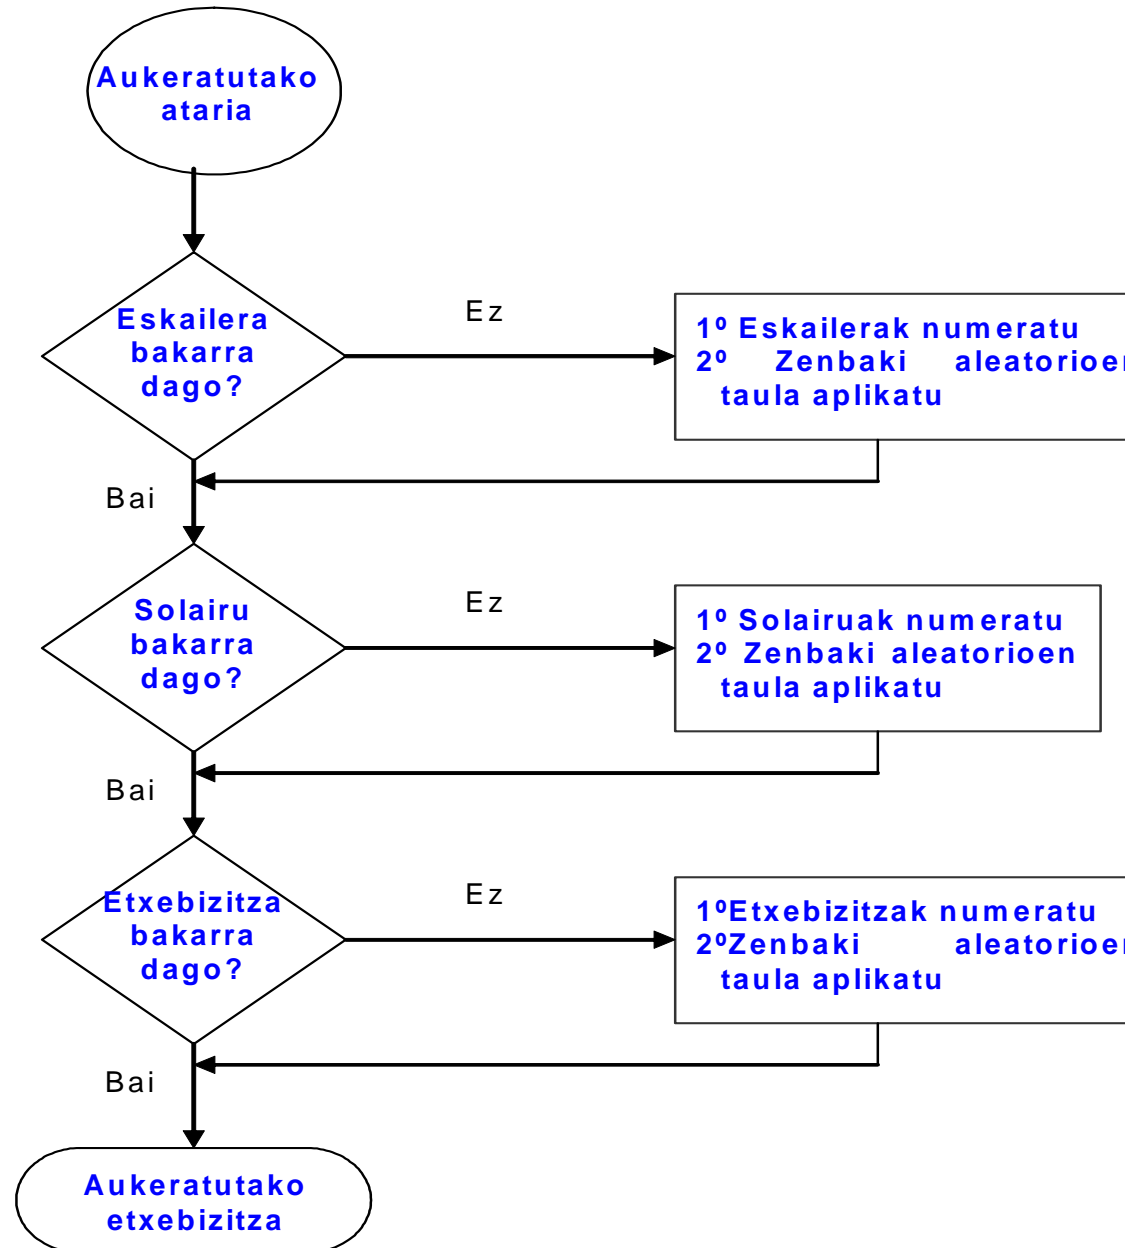 Aukeratutako
ataria
Eskailera
bakarra
dago?
Ez
1º Eskailerak numeratu
2º Zenbaki aleatorioen
taula aplikatu
Bai
Solairu
bakarra
dago?
Ez
1º Solairuak numeratu
2º Zenbaki aleatorioen
taula aplikatu
Bai
Etxebizitza
bakarra
dago?
Ez
1ºEtxebizitzak numeratu
2ºZenbaki aleatorioen
taula aplikatu
Bai
Aukeratutako
etxebizitza